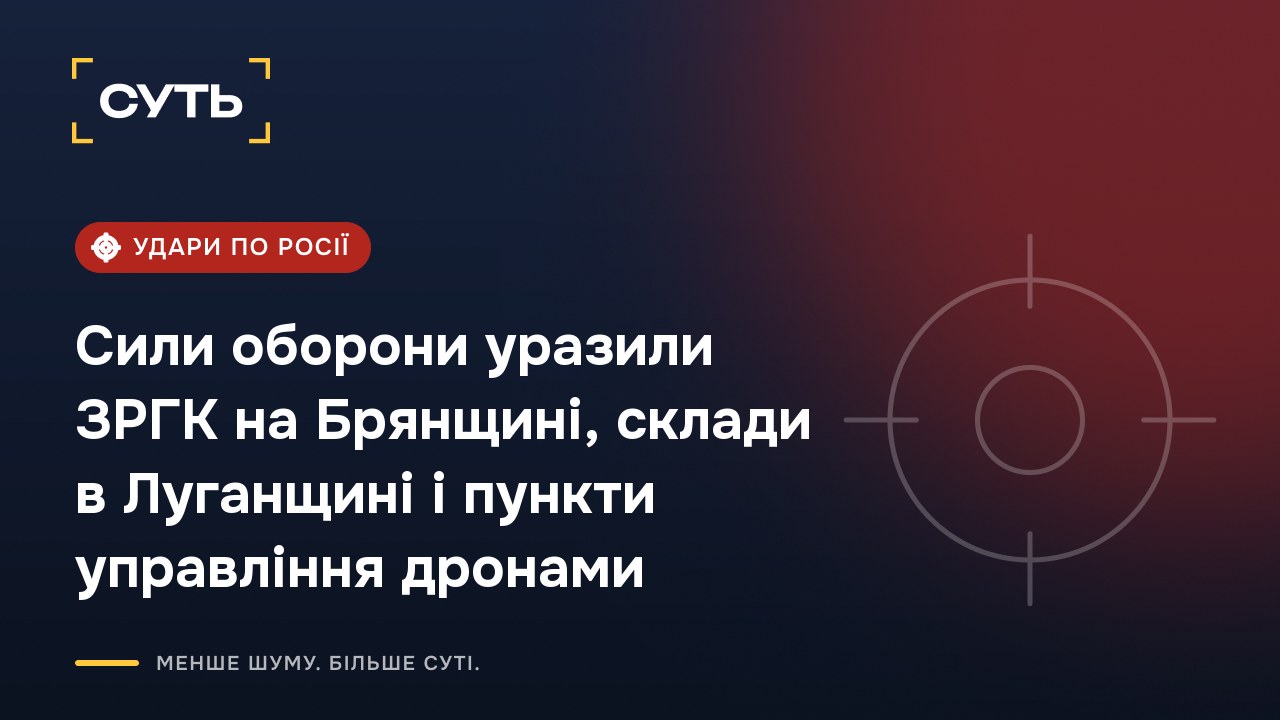 СУТЬ
УДАРИ ПО РОСІЇ
Сили оборони уразили
ЗРГК на Брянщині, склади
в Луганщині і пункти
управління дронами
МЕНШЕ ШУМУ. БІЛЬШЕ СУТІ.